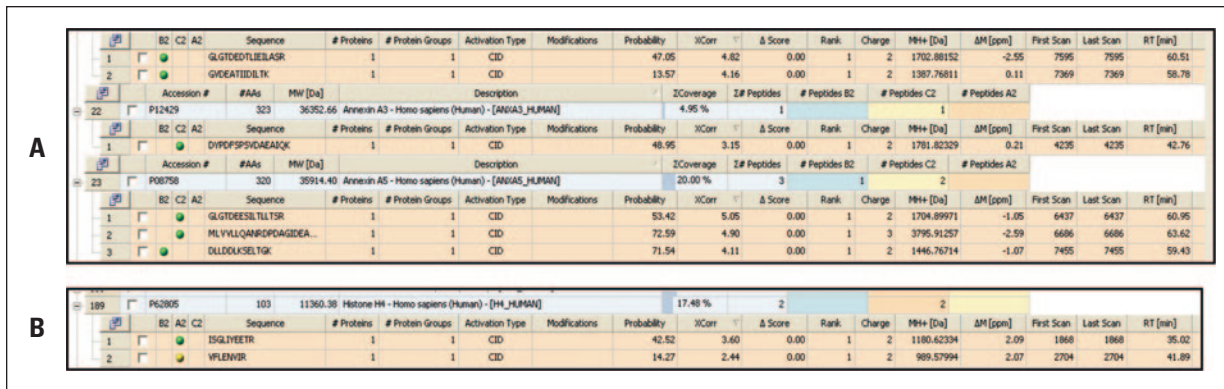 A
B2 C2 A2 Sequence # Proteins # Protein Groups Activation Type Modifications Probability XCorr Δ Score Rank Charge MH+ [Da] ΔM [ppm] First Scan Last Scan RT [min]
1 GLGTDEDTLIEILASR 1 1 CID 47.05 4.82 0.00 1 2 1702.88152 -2.55 7595 7595 60.51
2 GVDEATIIDILTK 1 1 CID 13.57 4.16 0.00 1 2 1387.76811 0.11 7369 7369 58.78
Accession # #AAs MW [Da] Description ΣCoverage Σ# Peptides # Peptides B2 # Peptides C2 # Peptides A2
22 P12429 323 36352.66 Annexin A3 - Homo sapiens (Human) - [ANXA3_HUMAN] 4.95 % 1 1
B2 C2 A2 Sequence # Proteins # Protein Groups Activation Type Modifications Probability XCorr Δ Score Rank Charge MH+ [Da] ΔM [ppm] First Scan Last Scan RT [min]
1 DYPDFSPSVDAEAIQK 1 1 CID 48.95 3.15 0.00 1 2 1781.82329 0.21 4235 4235 42.76
Accession # #AAs MW [Da] Description ΣCoverage Σ# Peptides # Peptides B2 # Peptides C2 # Peptides A2
23 P08758 320 35914.40 Annexin A5 - Homo sapiens (Human) - [ANXA5_HUMAN] 20.00 % 3 1 2
B2 C2 A2 Sequence # Proteins # Protein Groups Activation Type Modifications Probability XCorr Δ Score Rank Charge MH+ [Da] ΔM [ppm] First Scan Last Scan RT [min]
1 GLGTDEESILTLLTSR 1 1 CID 53.42 5.05 0.00 1 2 1704.89971 -1.05 6437 6437 60.95
2 MLVVLLQANRDPDAGIDEA... 1 1 CID 72.59 4.90 0.00 1 3 3795.91257 -2.59 6686 6686 63.62
3 DLLDDLKSELTGK 1 1 CID 71.54 4.11 0.00 1 2 1446.76714 -1.07 7455 7455 59.43
B
189 P62805 103 11360.38 Histone H4 - Homo sapiens (Human) - [H4_HUMAN] 17.48 % 2 2
B2 A2 C2 Sequence # Proteins # Protein Groups Activation Type Modifications Probability XCorr Δ Score Rank Charge MH+ [Da] ΔM [ppm] First Scan Last Scan RT [min]
1 ISGLIYEETR 1 1 CID 42.52 3.60 0.00 1 2 1180.62334 2.09 1868 1868 35.02
2 VFLENVIR 1 1 CID 14.27 2.44 0.00 1 2 989.57994 2.07 2704 2704 41.89